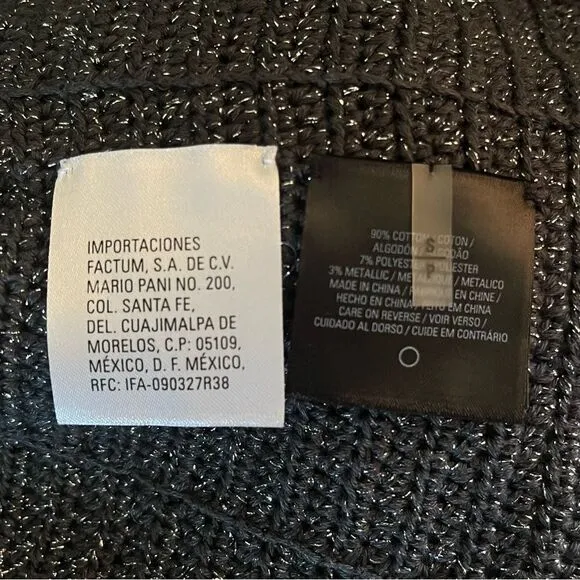 IMPORTACIONES
FACTUM, S.A. DE C.V.
MARIO PANI NO. 200,
COL. SANTA FE,
DEL. CUAJIMALPA DE
MORELOS, C.P: 05109,
MÉXICO, D. F. MÉXICO,
RFC: IFA-090327R38
S
P
90% COTTON / COTON /
ALGODÓN / ALGODÃO
7% POLYESTER
3% METALLIC / METALICO
MADE IN CHINA / EN CHINE /
HECHO EN CHINA / FEITO EM CHINA
CARE ON REVERSE / VOIR VERSO /
CUIDADO AL DORSO / CUIDE EM CONTRÁRIO